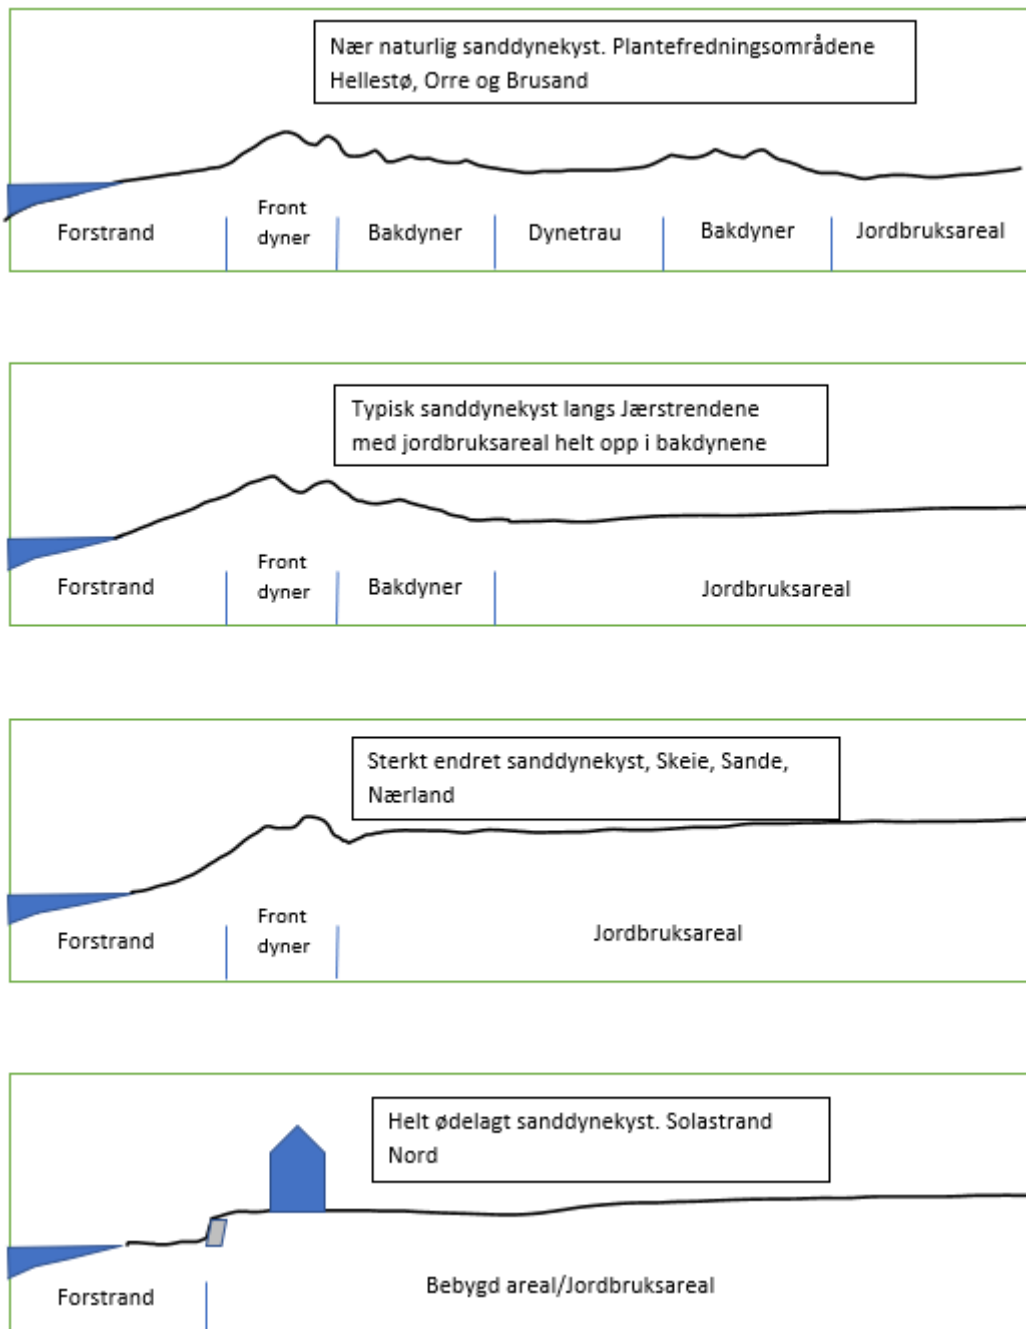 Nær naturlig sanddynekyst. Plantefredningsområdene
Hellestø, Orre og Brusand
Forstrand
Front
dyner
Bakdyner
Dynetrau
Bakdyner
Jordbruksareal
Typisk sanddynekyst langs Jærstrendene
med jordbruksareal helt opp i bakdynene
Forstrand
Front
dyner
Bakdyner
Jordbruksareal
Sterkt endret sanddynekyst, Skeie, Sande,
Nærland
Forstrand
Front
dyner
Jordbruksareal
Helt ødelagt sanddynekyst. Solastrand
Nord
Forstrand
Bebygd areal/Jordbruksareal